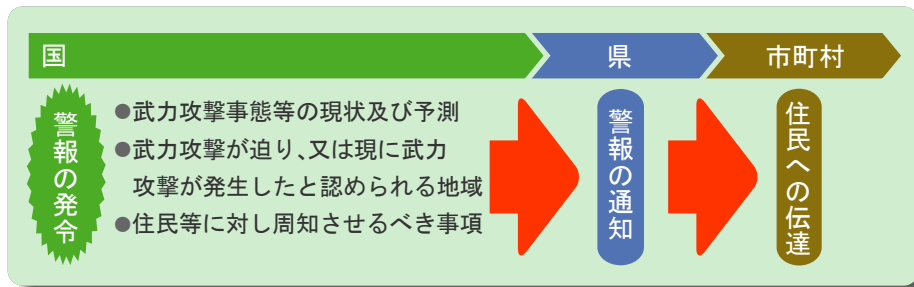 国
県
市町村
警報の発令
●武力攻撃事態等の現状及び予測
●武力攻撃が迫り、又は現に武力
攻撃が発生したと認められる地域
●住民等に対し周知させるべき事項
警報の通知
住民への伝達